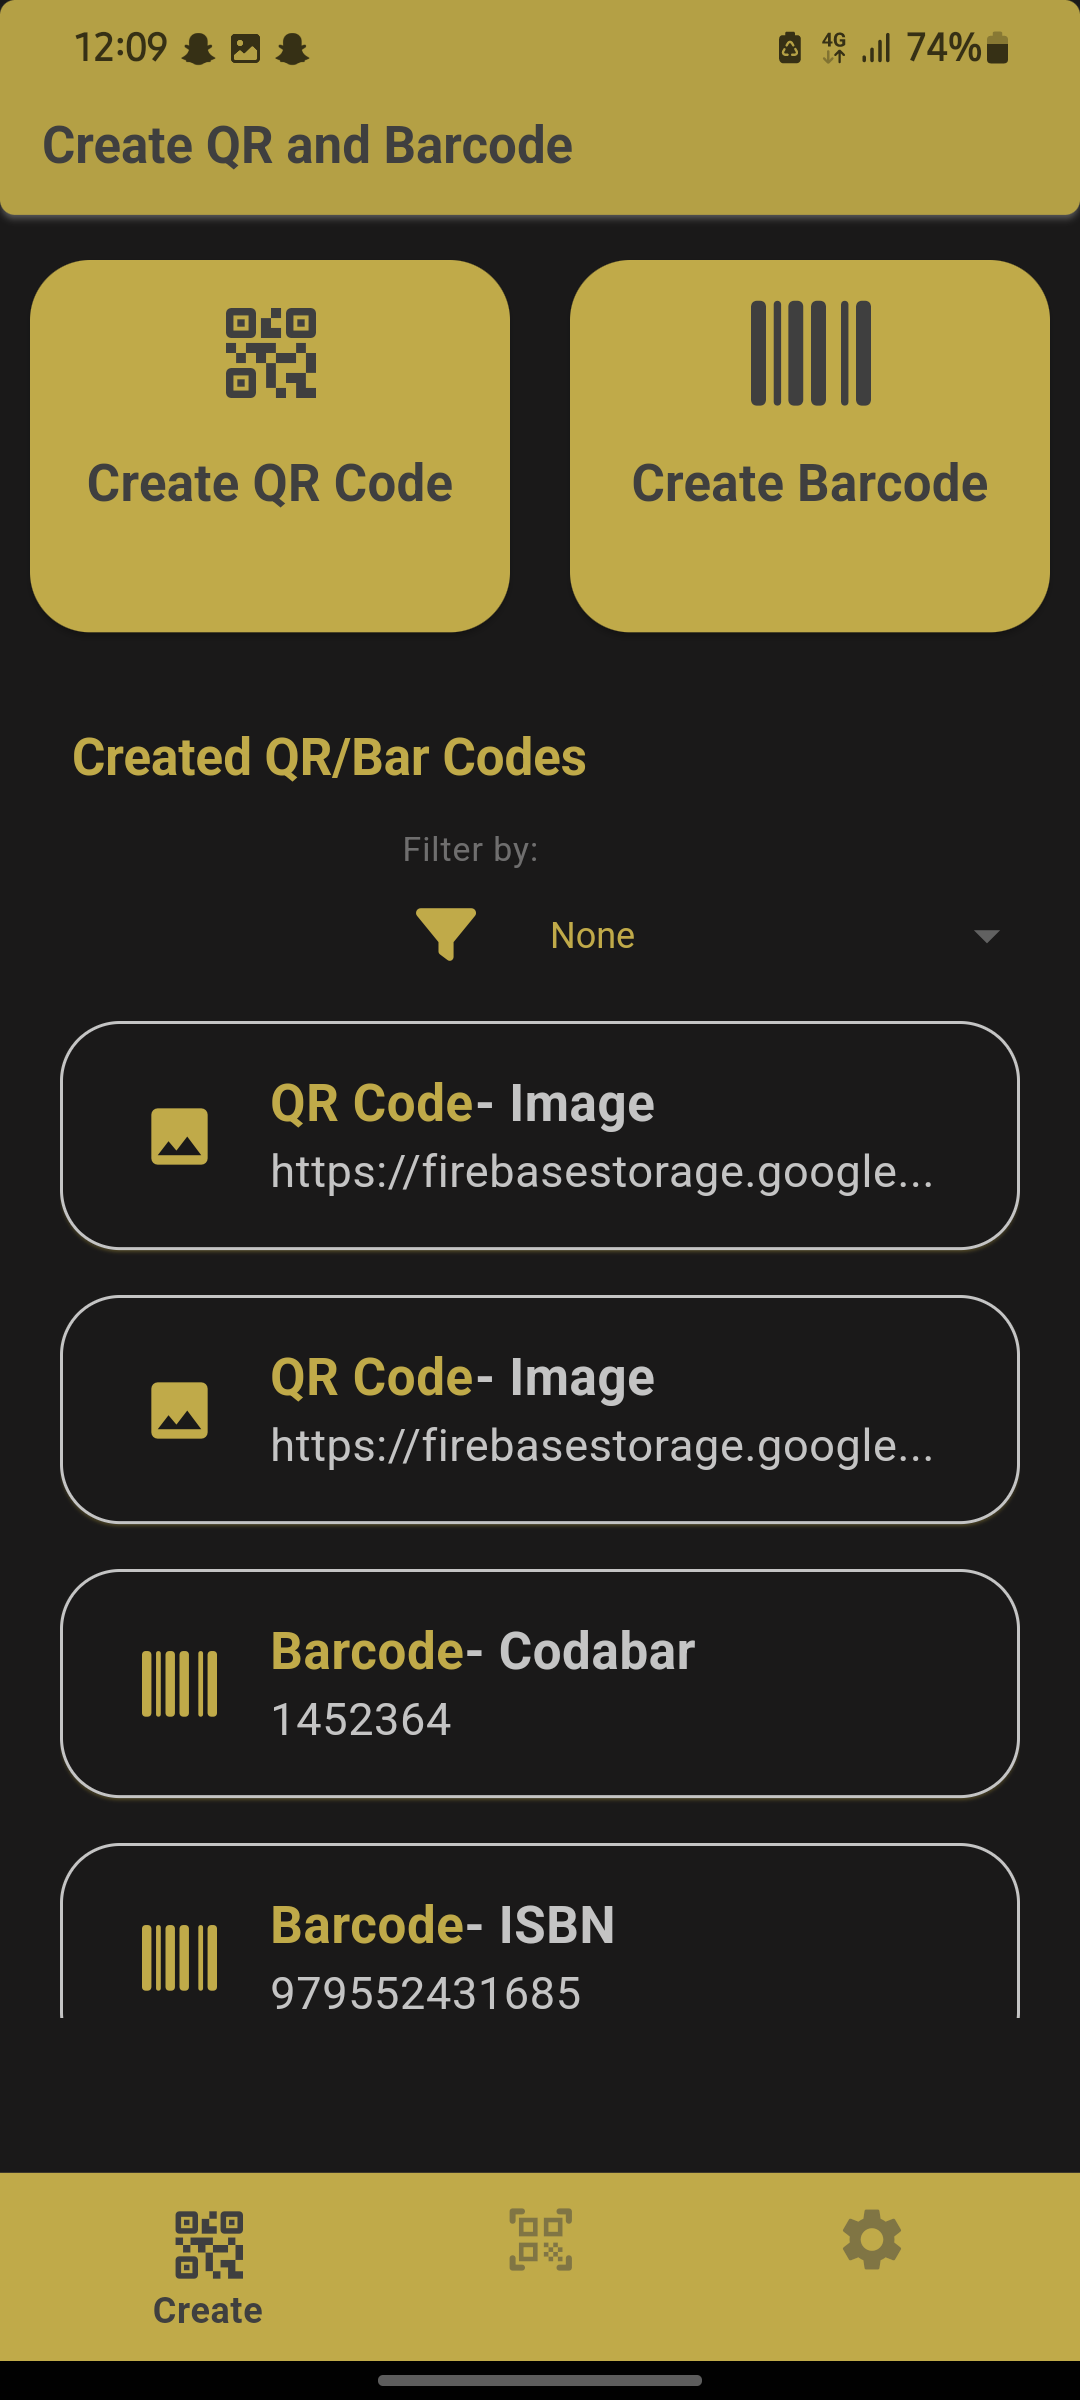 12:09
4G
74%
Create QR and Barcode
Create QR Code
Create Barcode
Created QR/Bar Codes
Filter by:
None
QR Code- Image
https://firebasestorage.google...
QR Code- Image
https://firebasestorage.google...
Barcode- Codabar
1452364
Barcode- ISBN
979552431685
Create